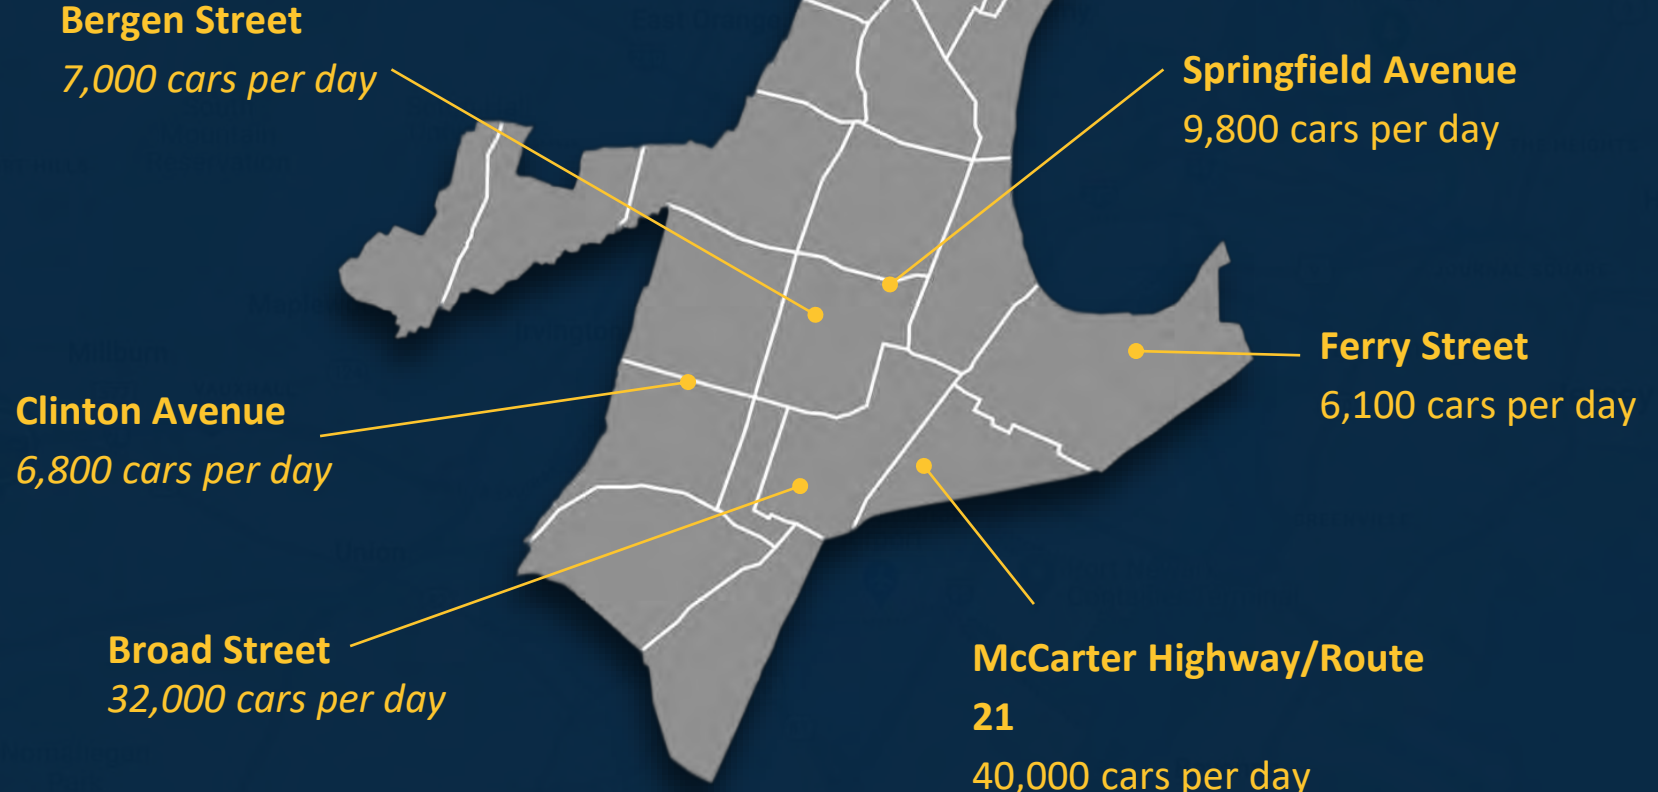 Bergen Street
7,000 cars per day
Springfield Avenue
9,800 cars per day
Ferry Street
6,100 cars per day
Clinton Avenue
6,800 cars per day
Broad Street
32,000 cars per day
McCarter Highway/Route
21
40,000 cars per day